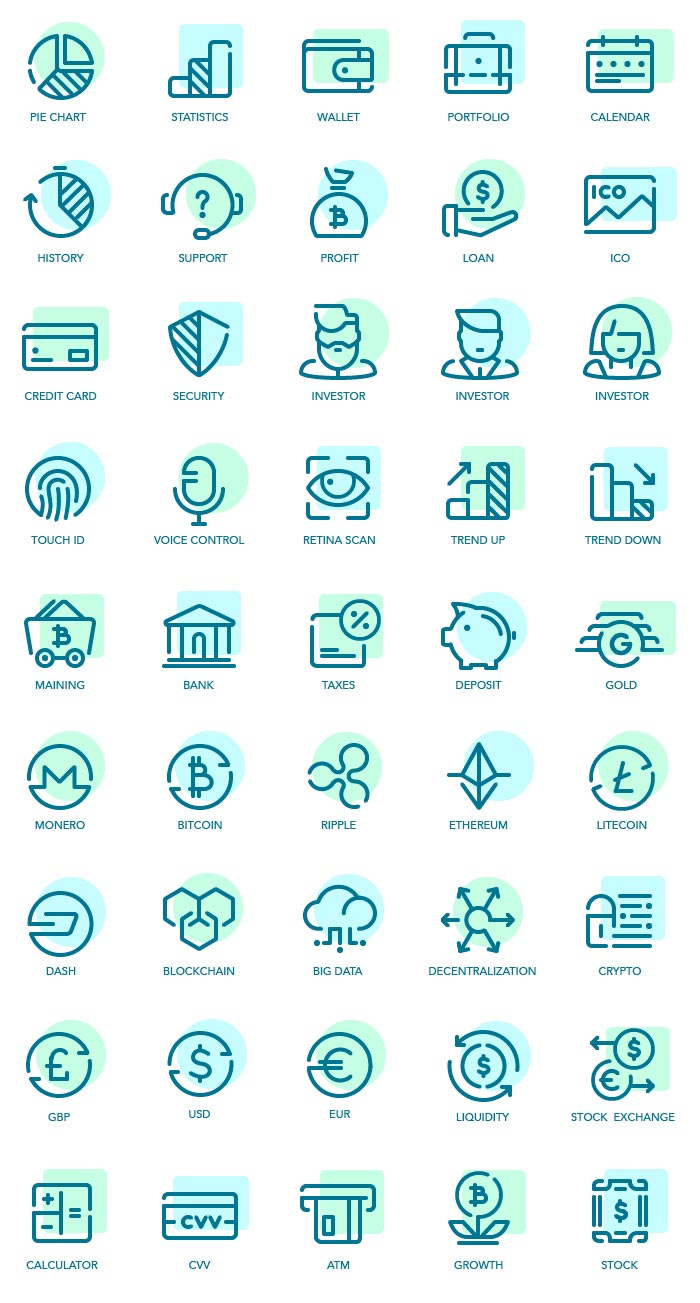 PIE CHART
STATISTICS
WALLET
PORTFOLIO
CALENDAR
?
$
ICO
HISTORY
SUPPORT
PROFIT
LOAN
ICO
CREDIT CARD
SECURITY
INVESTOR
INVESTOR
INVESTOR
TOUCH ID
VOICE CONTROL
RETINA SCAN
TREND UP
TREND DOWN
%
G
MAINING
BANK
TAXES
DEPOSIT
GOLD
MONERO
BITCOIN
RIPPLE
ETHEREUM
LITECOIN
DASH
BLOCKCHAIN
BIG DATA
DECENTRALIZATION
CRYPTO
£
$
€
$
$
€
GBP
USD
EUR
LIQUIDITY
STOCK EXCHANGE
CVV
$
CALCULATOR
CVV
ATM
GROWTH
STOCK